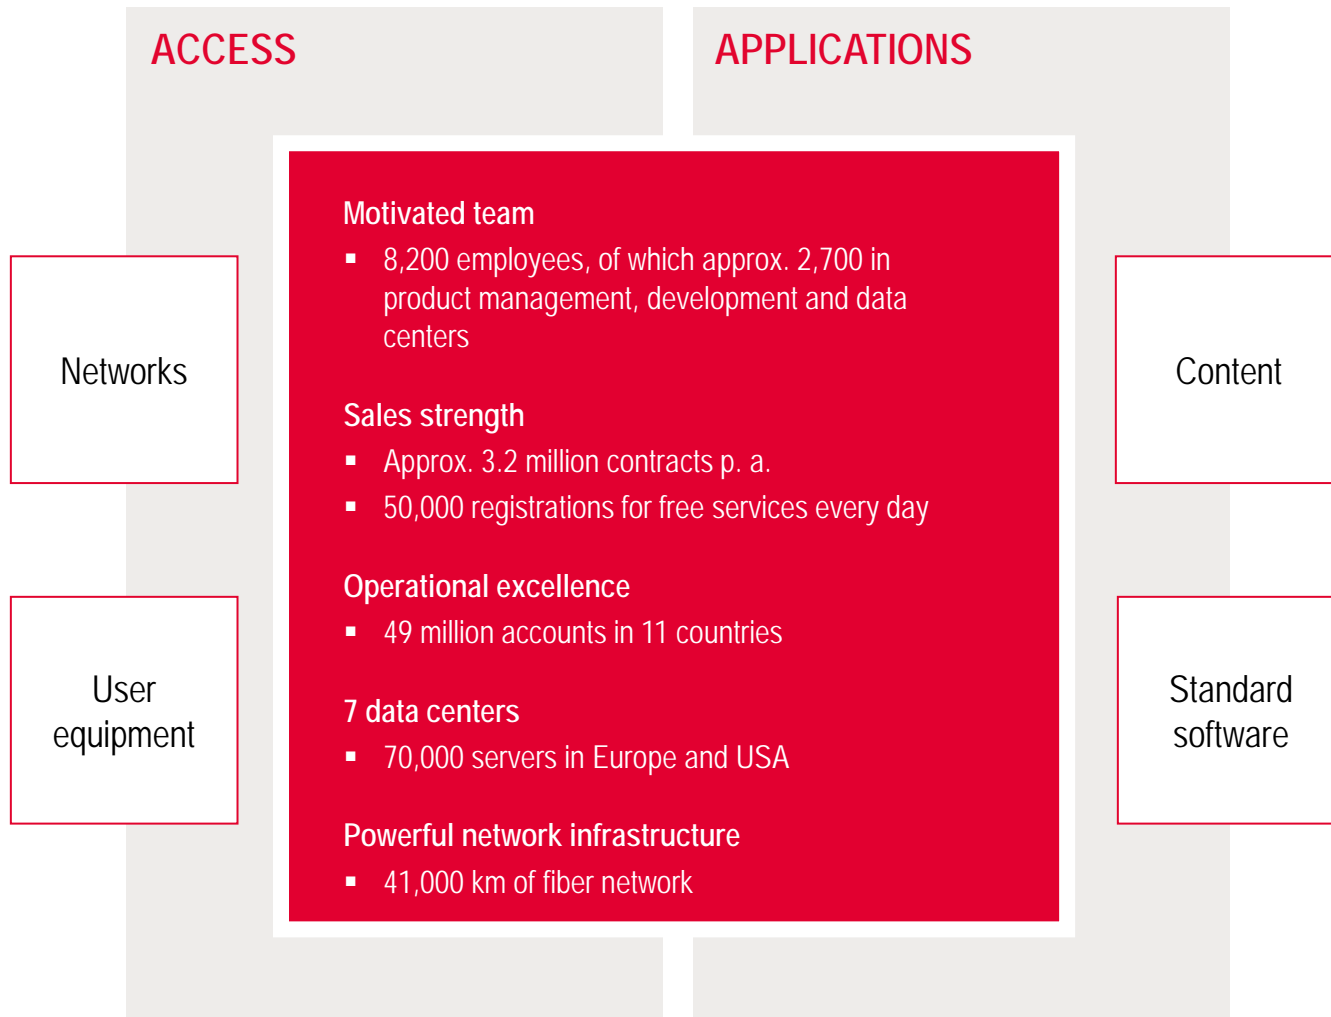 ACCESS
APPLICATIONS
Motivated team
▪ 8,200 employees, of which approx. 2,700 in
product management, development and data
centers
Sales strength
▪ Approx. 3.2 million contracts p. a.
▪ 50,000 registrations for free services every day
Operational excellence
▪ 49 million accounts in 11 countries
7 data centers
▪ 70,000 servers in Europe and USA
Powerful network infrastructure
▪ 41,000 km of fiber network
Networks
User
equipment
Content
Standard
software